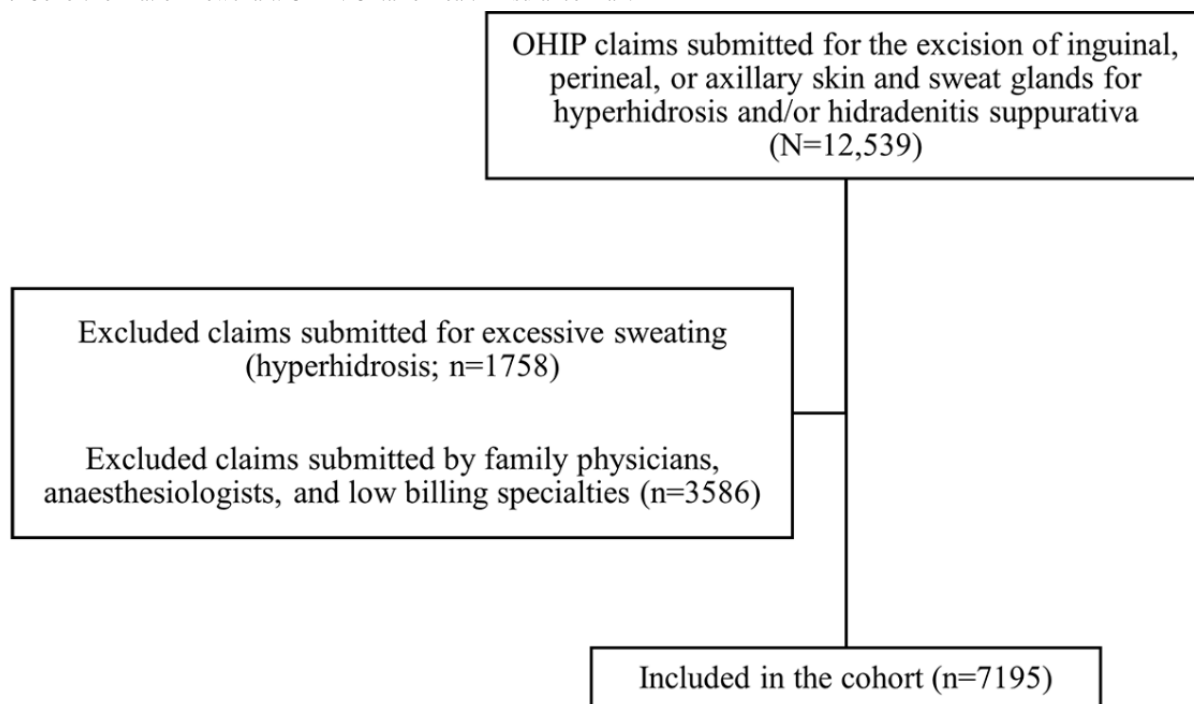 OHIP claims submitted for the excision of inguinal,
perineal, or axillary skin and sweat glands for
hyperhidrosis and/or hidradenitis suppurativa
(N=12,539)
Excluded claims submitted for excessive sweating
(hyperhidrosis; n=1758)
Excluded claims submitted by family physicians,
anaesthesiologists, and low billing specialties (n=3586)
Included in the cohort (n=7195)